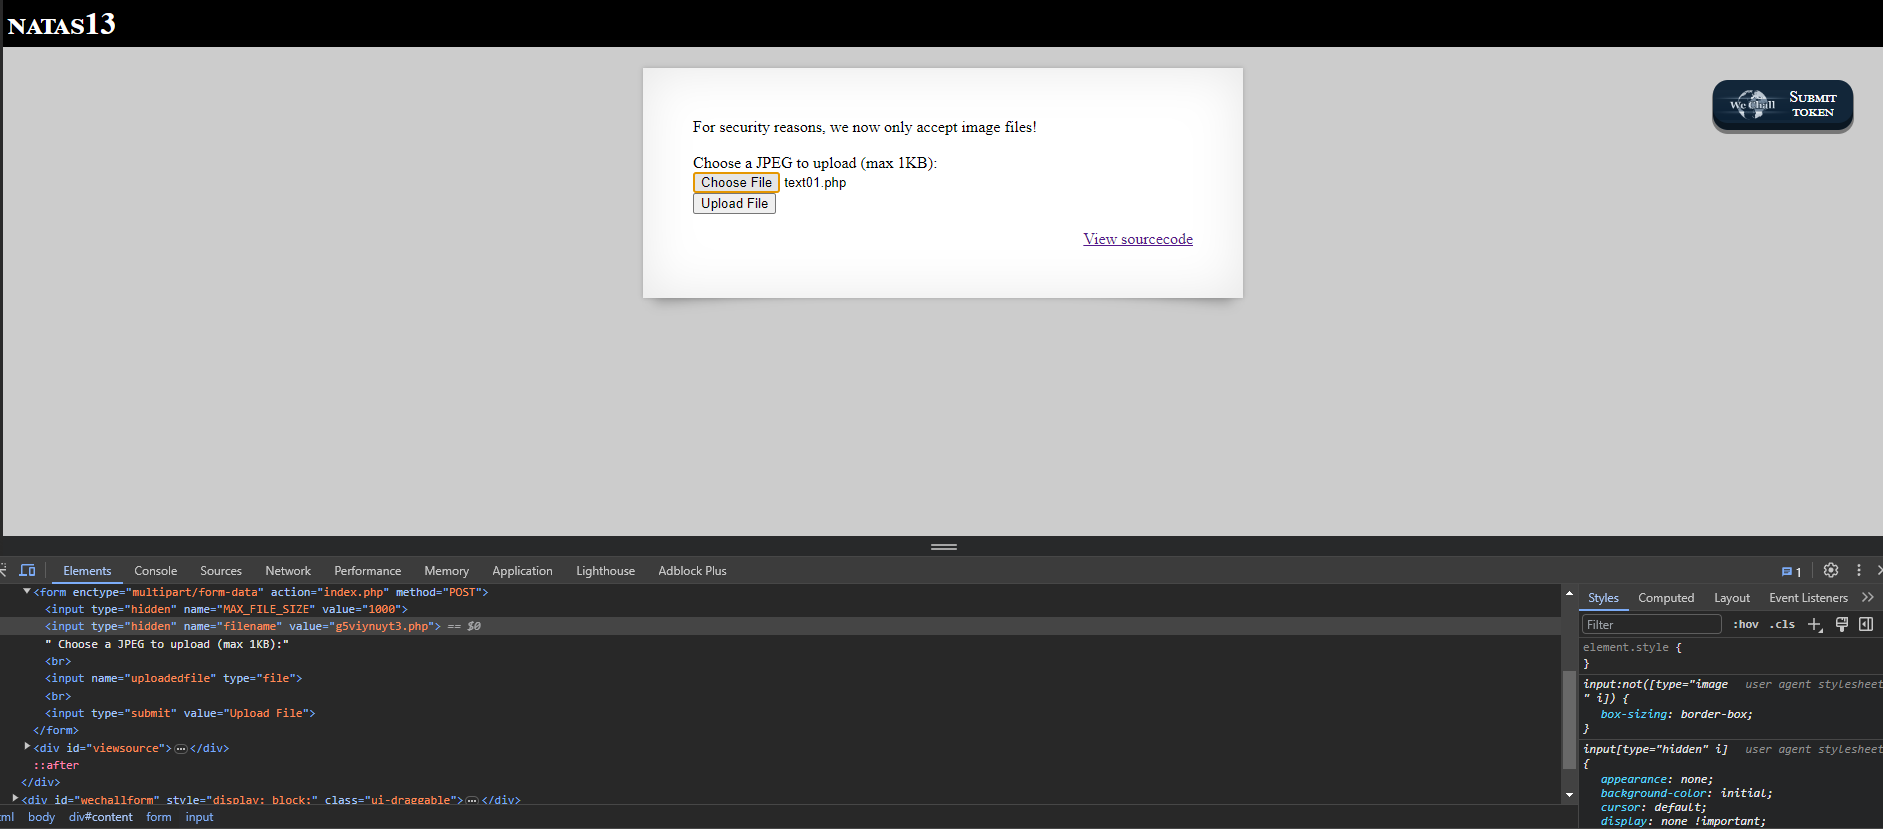 NATAS13
For security reasons, we now only accept image files!
Choose a JPEG to upload (max 1KB):
Choose File text01.php
Upload File
View sourcecode
We Chall
SUBMIT
TOKEN
Elements Console Sources Network Performance Memory Application Lighthouse Adblock Plus 1
<form enctype="multipart/form-data" action="index.php" method="POST">
<input type="hidden" name="MAX_FILE_SIZE" value="1000">
<input type="hidden" name="filename" value="g5viynuyt3.php"> == $0
" Choose a JPEG to upload (max 1KB):"
<br>
<input name="uploadedfile" type="file">
<br>
<input type="submit" value="Upload File">
</form>
<div id="viewsource">…</div>
::after
</div>
<div id="wechallform" style="display: block;" class="ui-draggable">…</div>
ml body div#content form input
Styles Computed Layout Event Listeners
Filter :hov .cls
element.style {
}
input:not([type="image user agent stylesheet
" i]) {
box-sizing: border-box;
}
input[type="hidden" i] user agent stylesheet
{
appearance: none;
background-color: initial;
cursor: default;
display: none !important;